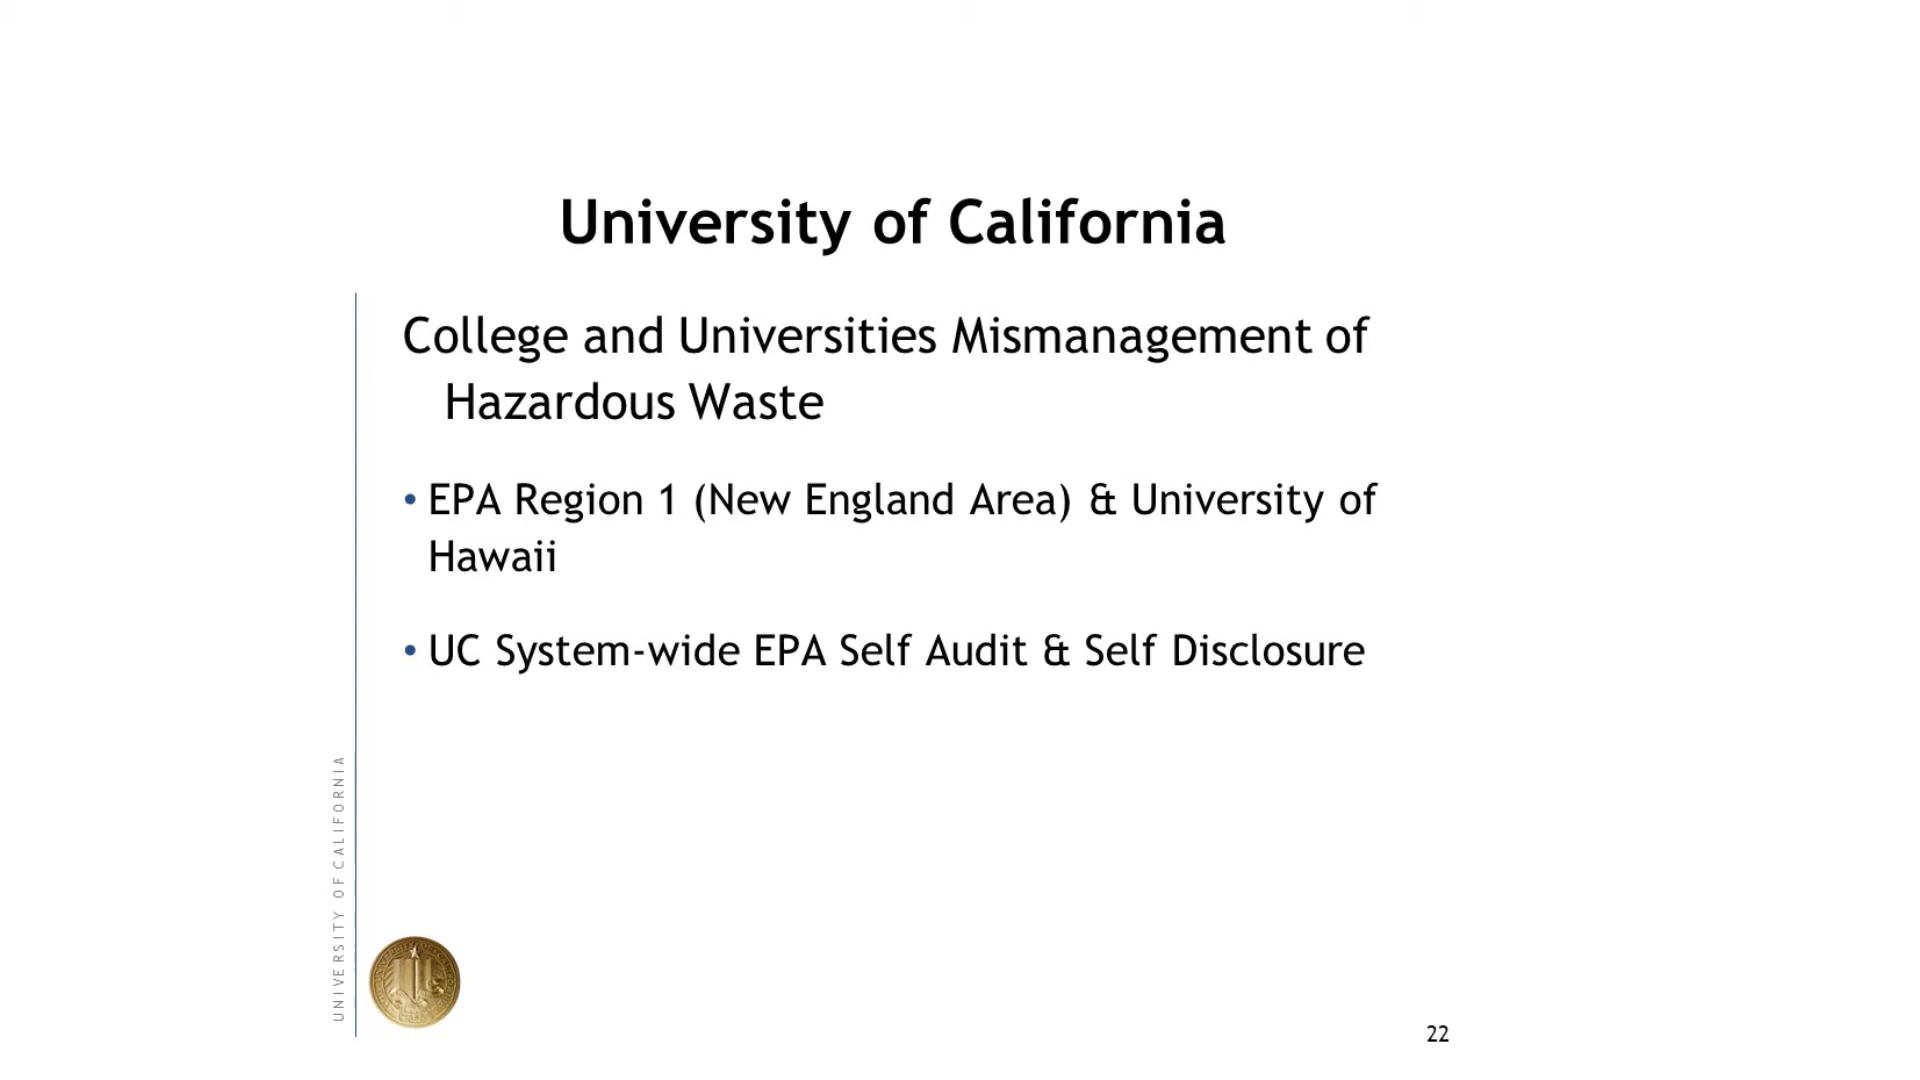 University of California
College and Universities Mismanagement of
Hazardous Waste
• EPA Region 1 (New England Area) & University of
Hawaii
• UC System-wide EPA Self Audit & Self Disclosure
UNIVERSITY OF CALIFORNIA
22